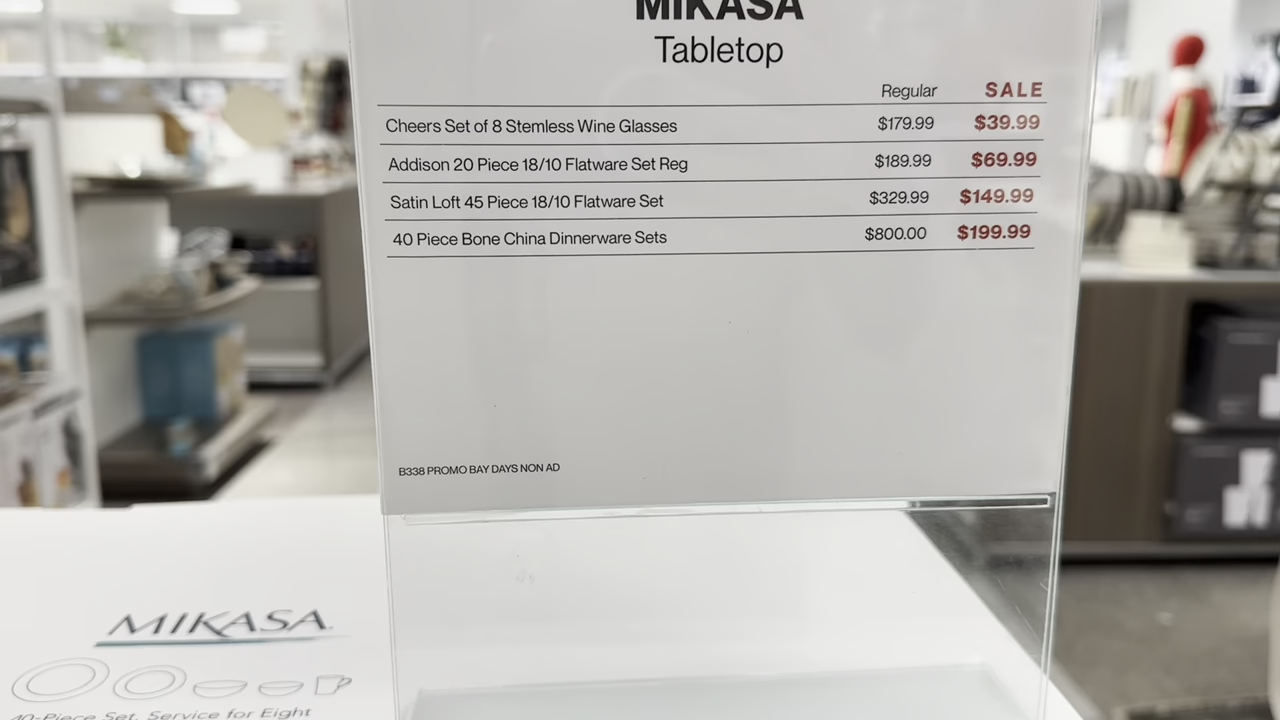 MIKASA
Tabletop
Regular SALE
Cheers Set of 8 Stemless Wine Glasses $179.99 $39.99
Addison 20 Piece 18/10 Flatware Set Reg $189.99 $69.99
Satin Loft 45 Piece 18/10 Flatware Set $329.99 $149.99
40 Piece Bone China Dinnerware Sets $800.00 $199.99
B338 PROMO BAY DAYS NON AD
MIKASA
40-Piece Set, Service for Eight